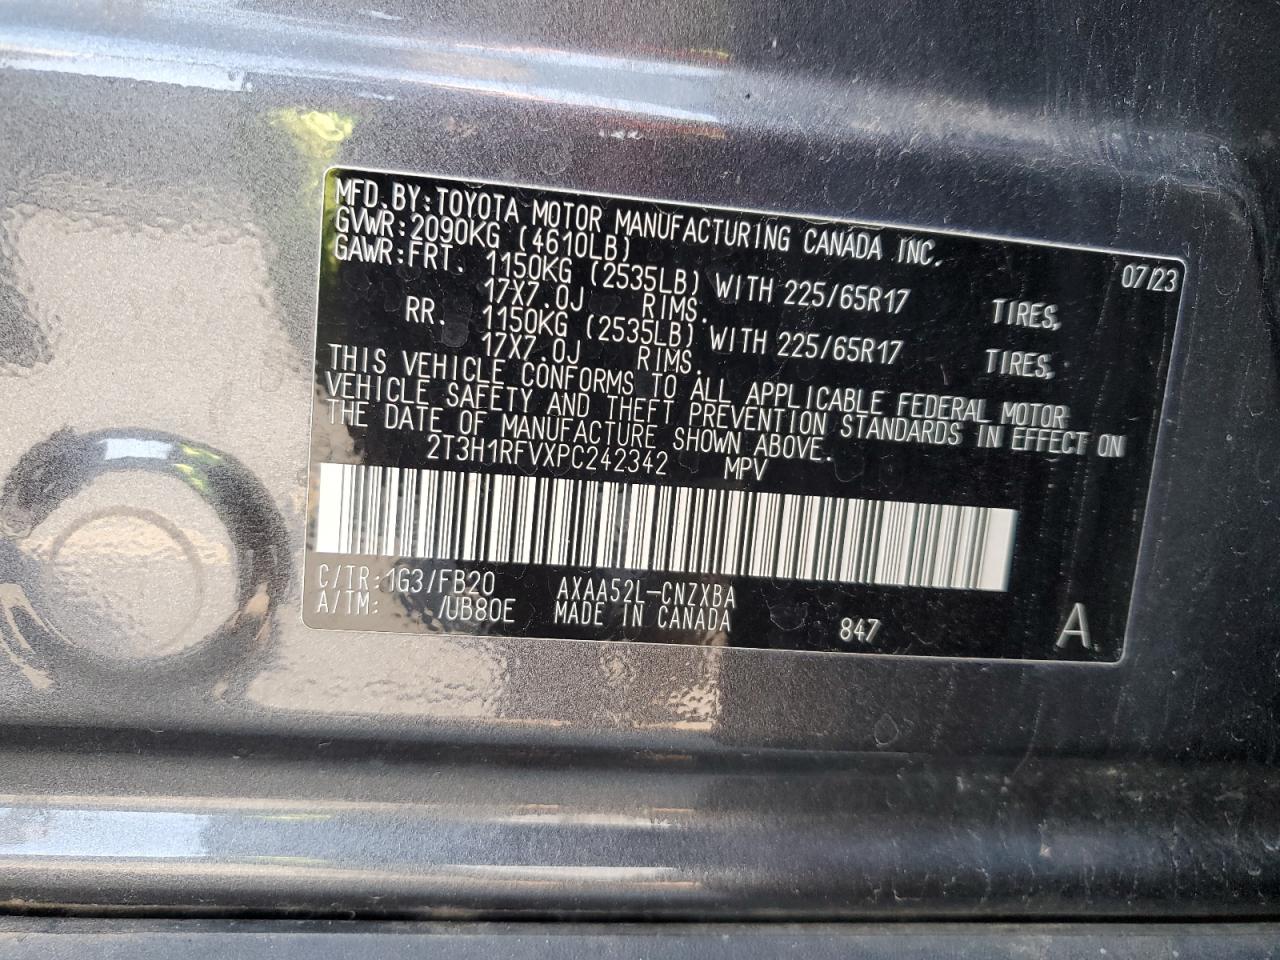 MFD.BY:TOYOTA MOTOR MANUFACTURING CANADA INC.
GVWR:2090KG (4610LB) 07/23
GAWR:FRT. 1150KG (2535LB) WITH 225/65R17 TIRES,
17X7.0J RIMS.
RR. 1150KG (2535LB) WITH 225/65R17 TIRES,
17X7.0J RIMS.
THIS VEHICLE CONFORMS TO ALL APPLICABLE FEDERAL MOTOR
VEHICLE SAFETY AND THEFT PREVENTION STANDARDS IN EFFECT ON
THE DATE OF MANUFACTURE SHOWN ABOVE.
2T3H1RFVXPC242342 MPV
C/TR:1G3/FB20 AXAA52L-CNZXBA
A/TM: /UB80E MADE IN CANADA 847 A